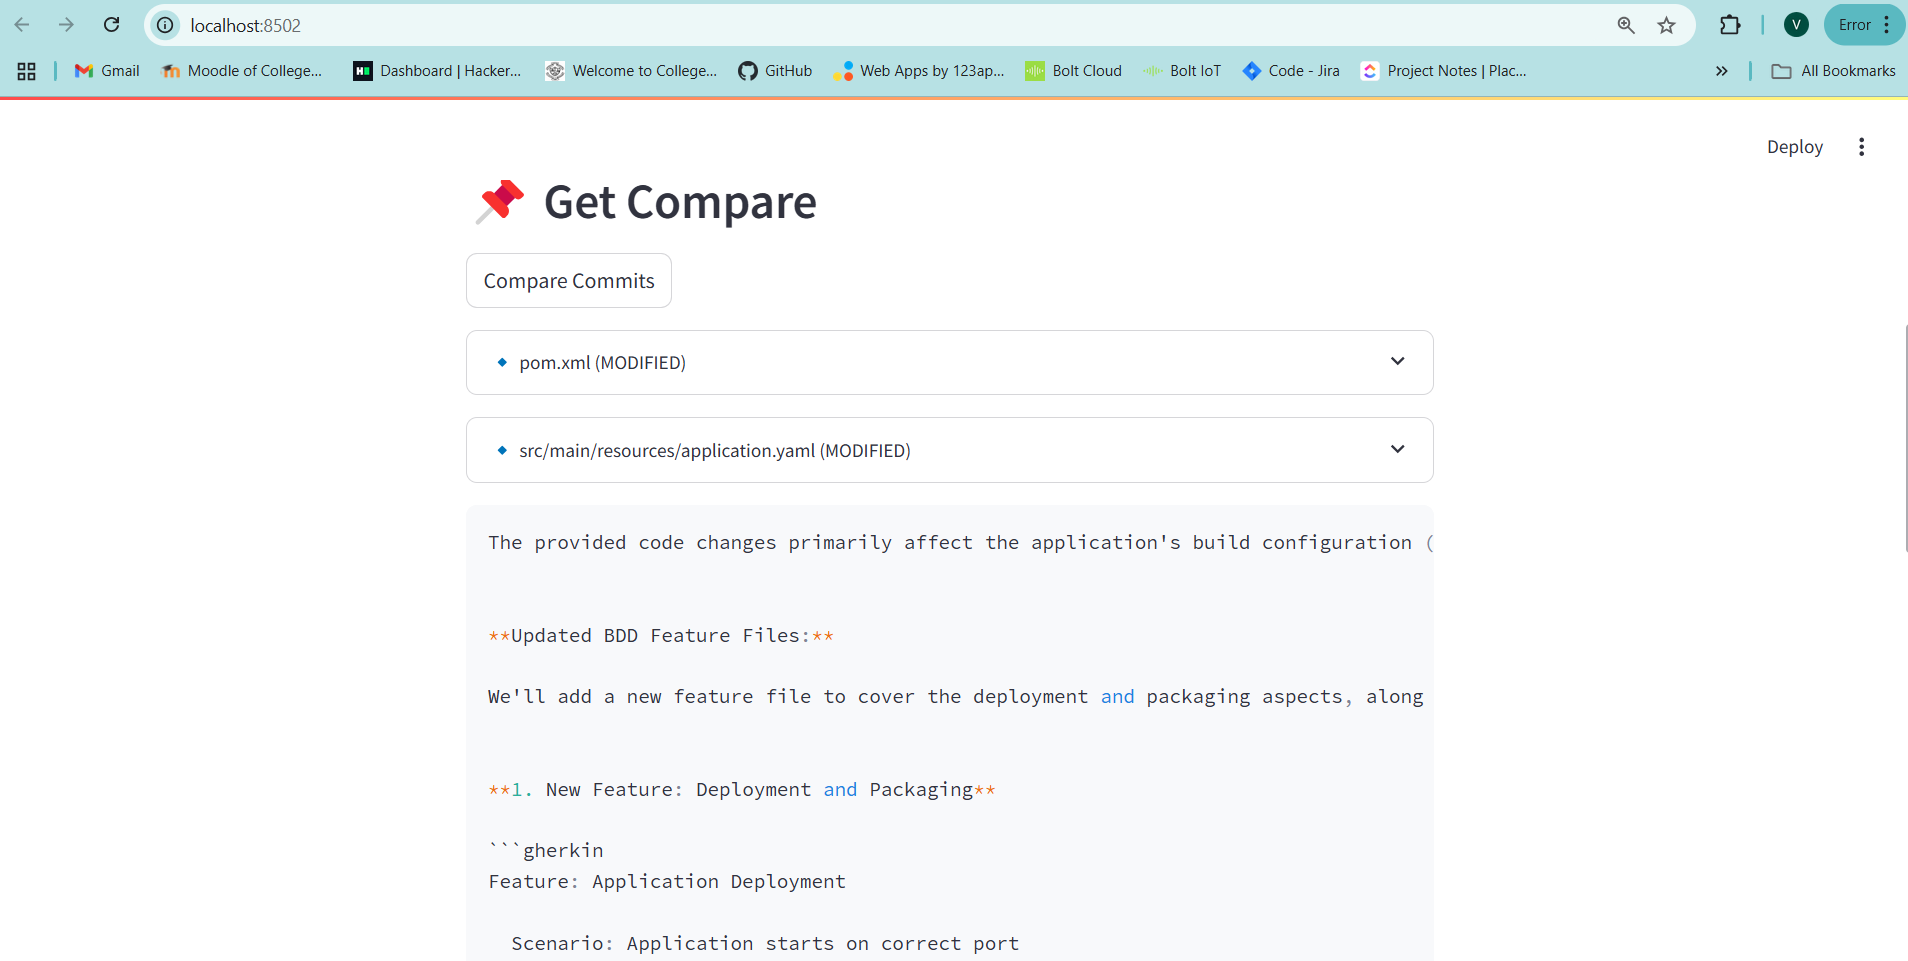 localhost:8502
V
Error
Gmail
Moodle of College...
Dashboard | Hacker...
Welcome to College...
GitHub
Web Apps by 123ap...
Bolt Cloud
Bolt IoT
Code - Jira
Project Notes | Plac...
All Bookmarks
Deploy
Get Compare
Compare Commits
pom.xml (MODIFIED)
src/main/resources/application.yaml (MODIFIED)
The provided code changes primarily affect the application's build configuration (
**Updated BDD Feature Files:**
We'll add a new feature file to cover the deployment and packaging aspects, along
**1. New Feature: Deployment and Packaging**
```gherkin
Feature: Application Deployment
Scenario: Application starts on correct port